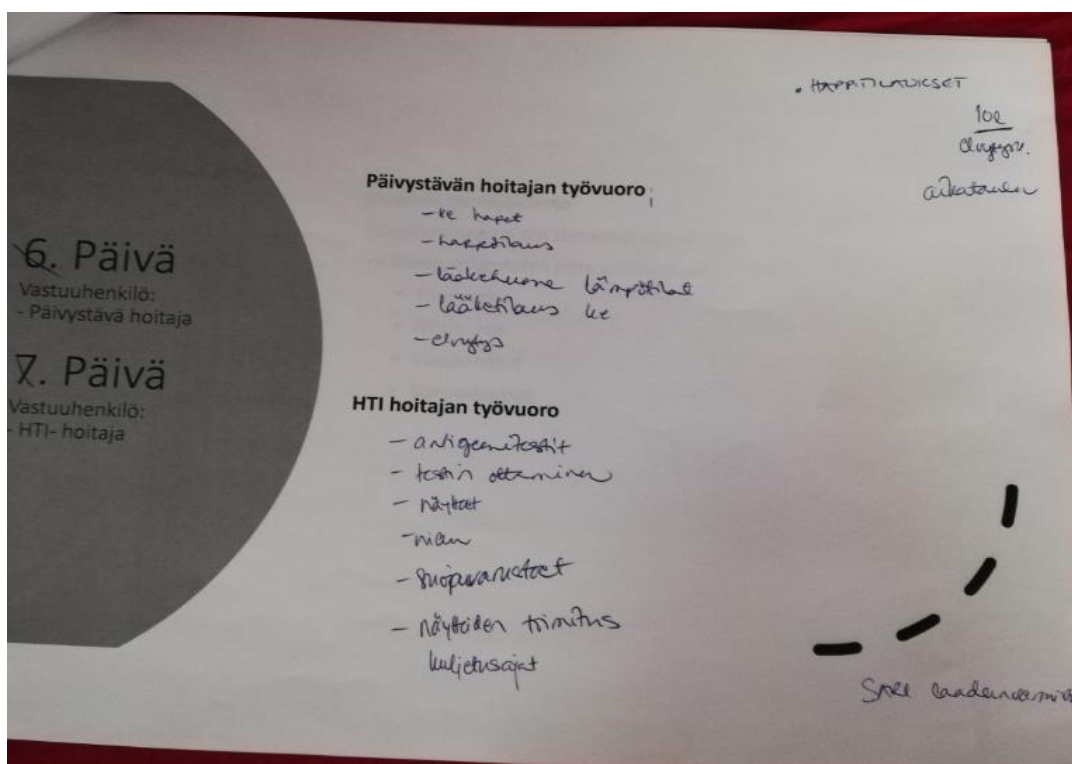 • HAPPITILAUKSET
10e
elvytysv.
aikataulu
6. Päivä
Vastuuhenkilö:
- Päivystävä hoitaja
7. Päivä
Vastuuhenkilö:
- HTI- hoitaja
Päivystävän hoitajan työvuoro
- ke hapet
- happitilaus
- lääkehuone lämpötilat
- lääketilaus ke
- elvytys
HTI hoitajan työvuoro
- antigeenitestit
- testin ottaminen
- näytteet
- suojavarusteet
- näytteiden toimitus
kuljetusajat